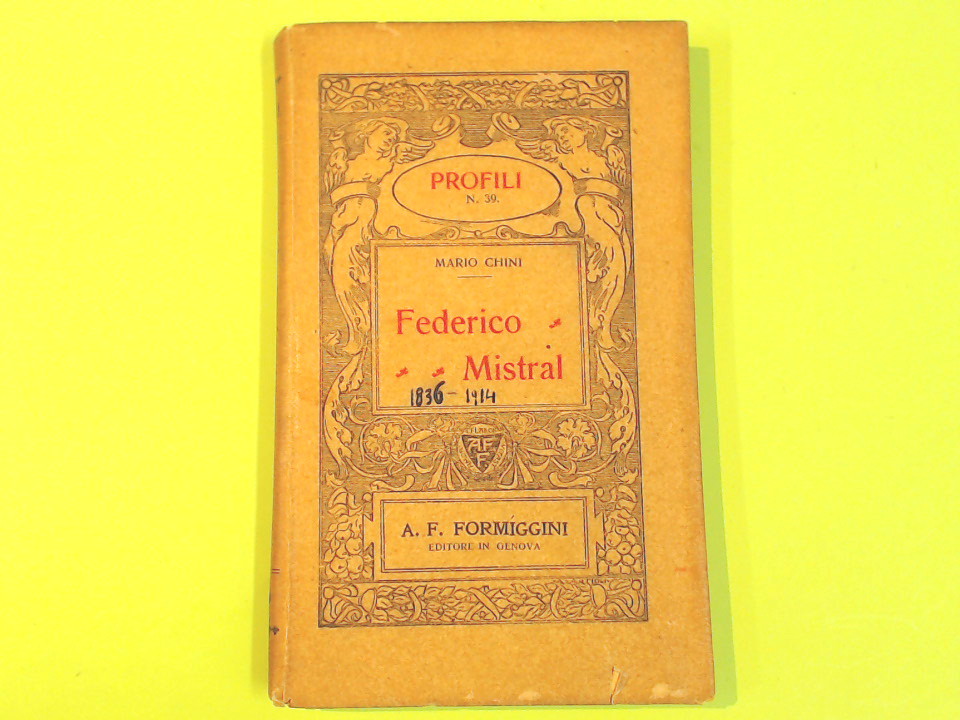 PROFILI
N. 39.
MARIO CHINI
Federico
Mistral
1836-1914
A F
F
A. F. FORMÍGGINI
EDITORE IN GENOVA